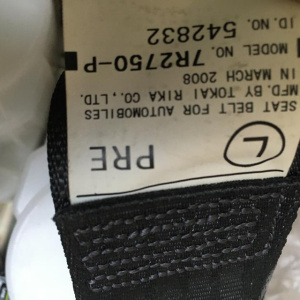 PRE L
SEAT BELT FOR AUTOMOBILES
MFD. BY TOKAI RIKA CO., LTD.
IN MARCH 2008
MODEL NO. 7R2750-P
ID. NO. 542832